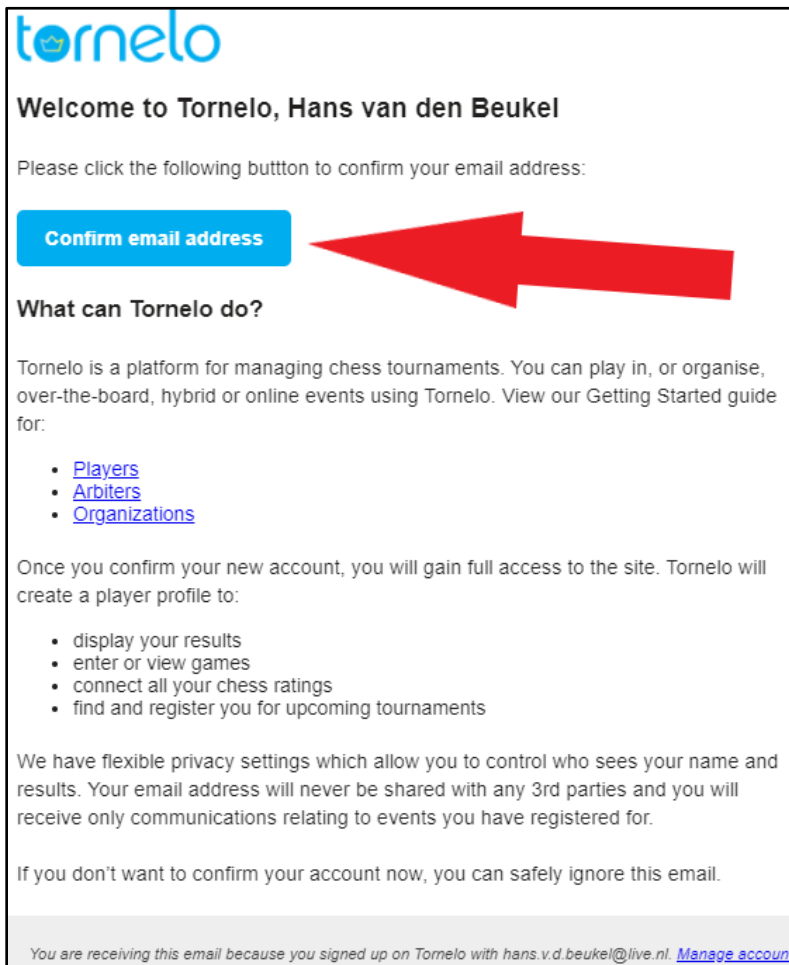 tornelo
Welcome to Tornelo, Hans van den Beukel
Please click the following buttton to confirm your email address:
Confirm email address
What can Tornelo do?
Tornelo is a platform for managing chess tournaments. You can play in, or organise,
over-the-board, hybrid or online events using Tornelo. View our Getting Started guide
for:
• Players
• Arbiters
• Organizations
Once you confirm your new account, you will gain full access to the site. Tornelo will
create a player profile to:
• display your results
• enter or view games
• connect all your chess ratings
• find and register you for upcoming tournaments
We have flexible privacy settings which allow you to control who sees your name and
results. Your email address will never be shared with any 3rd parties and you will
receive only communications relating to events you have registered for.
If you don't want to confirm your account now, you can safely ignore this email.
You are receiving this email because you signed up on Tornelo with hans.v.d.beukel@live.nl. Manage accoun